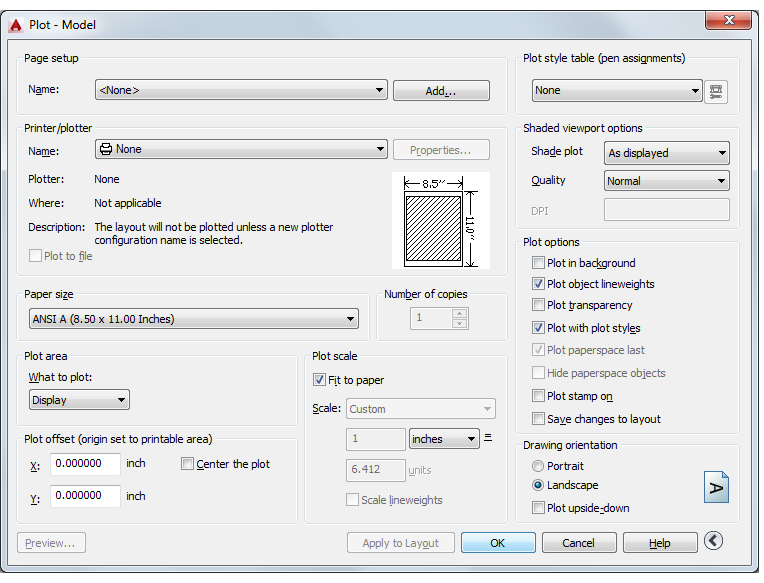 Plot - Model
Page setup
Name:
<None>
Add...
Plot style table (pen assignments)
None
Printer/plotter
Name:
None
Properties...
Plotter:
None
Where:
Not applicable
Description:
The layout will not be plotted unless a new plotter
configuration name is selected.
Plot to file
8.5''
11.0''
Shaded viewport options
Shade plot
As displayed
Quality
Normal
DPI
Paper size
ANSI A (8.50 x 11.00 Inches)
Number of copies
1
Plot area
What to plot:
Display
Plot offset (origin set to printable area)
X:
0.000000
inch
Center the plot
Y:
0.000000
inch
Plot scale
Fit to paper
Scale:
Custom
1
inches
=
6.412
units
Scale lineweights
Plot options
Plot in background
Plot object lineweights
Plot transparency
Plot with plot styles
Plot paperspace last
Hide paperspace objects
Plot stamp on
Save changes to layout
Drawing orientation
Portrait
Landscape
Plot upside-down
A
Preview...
Apply to Layout
OK
Cancel
Help